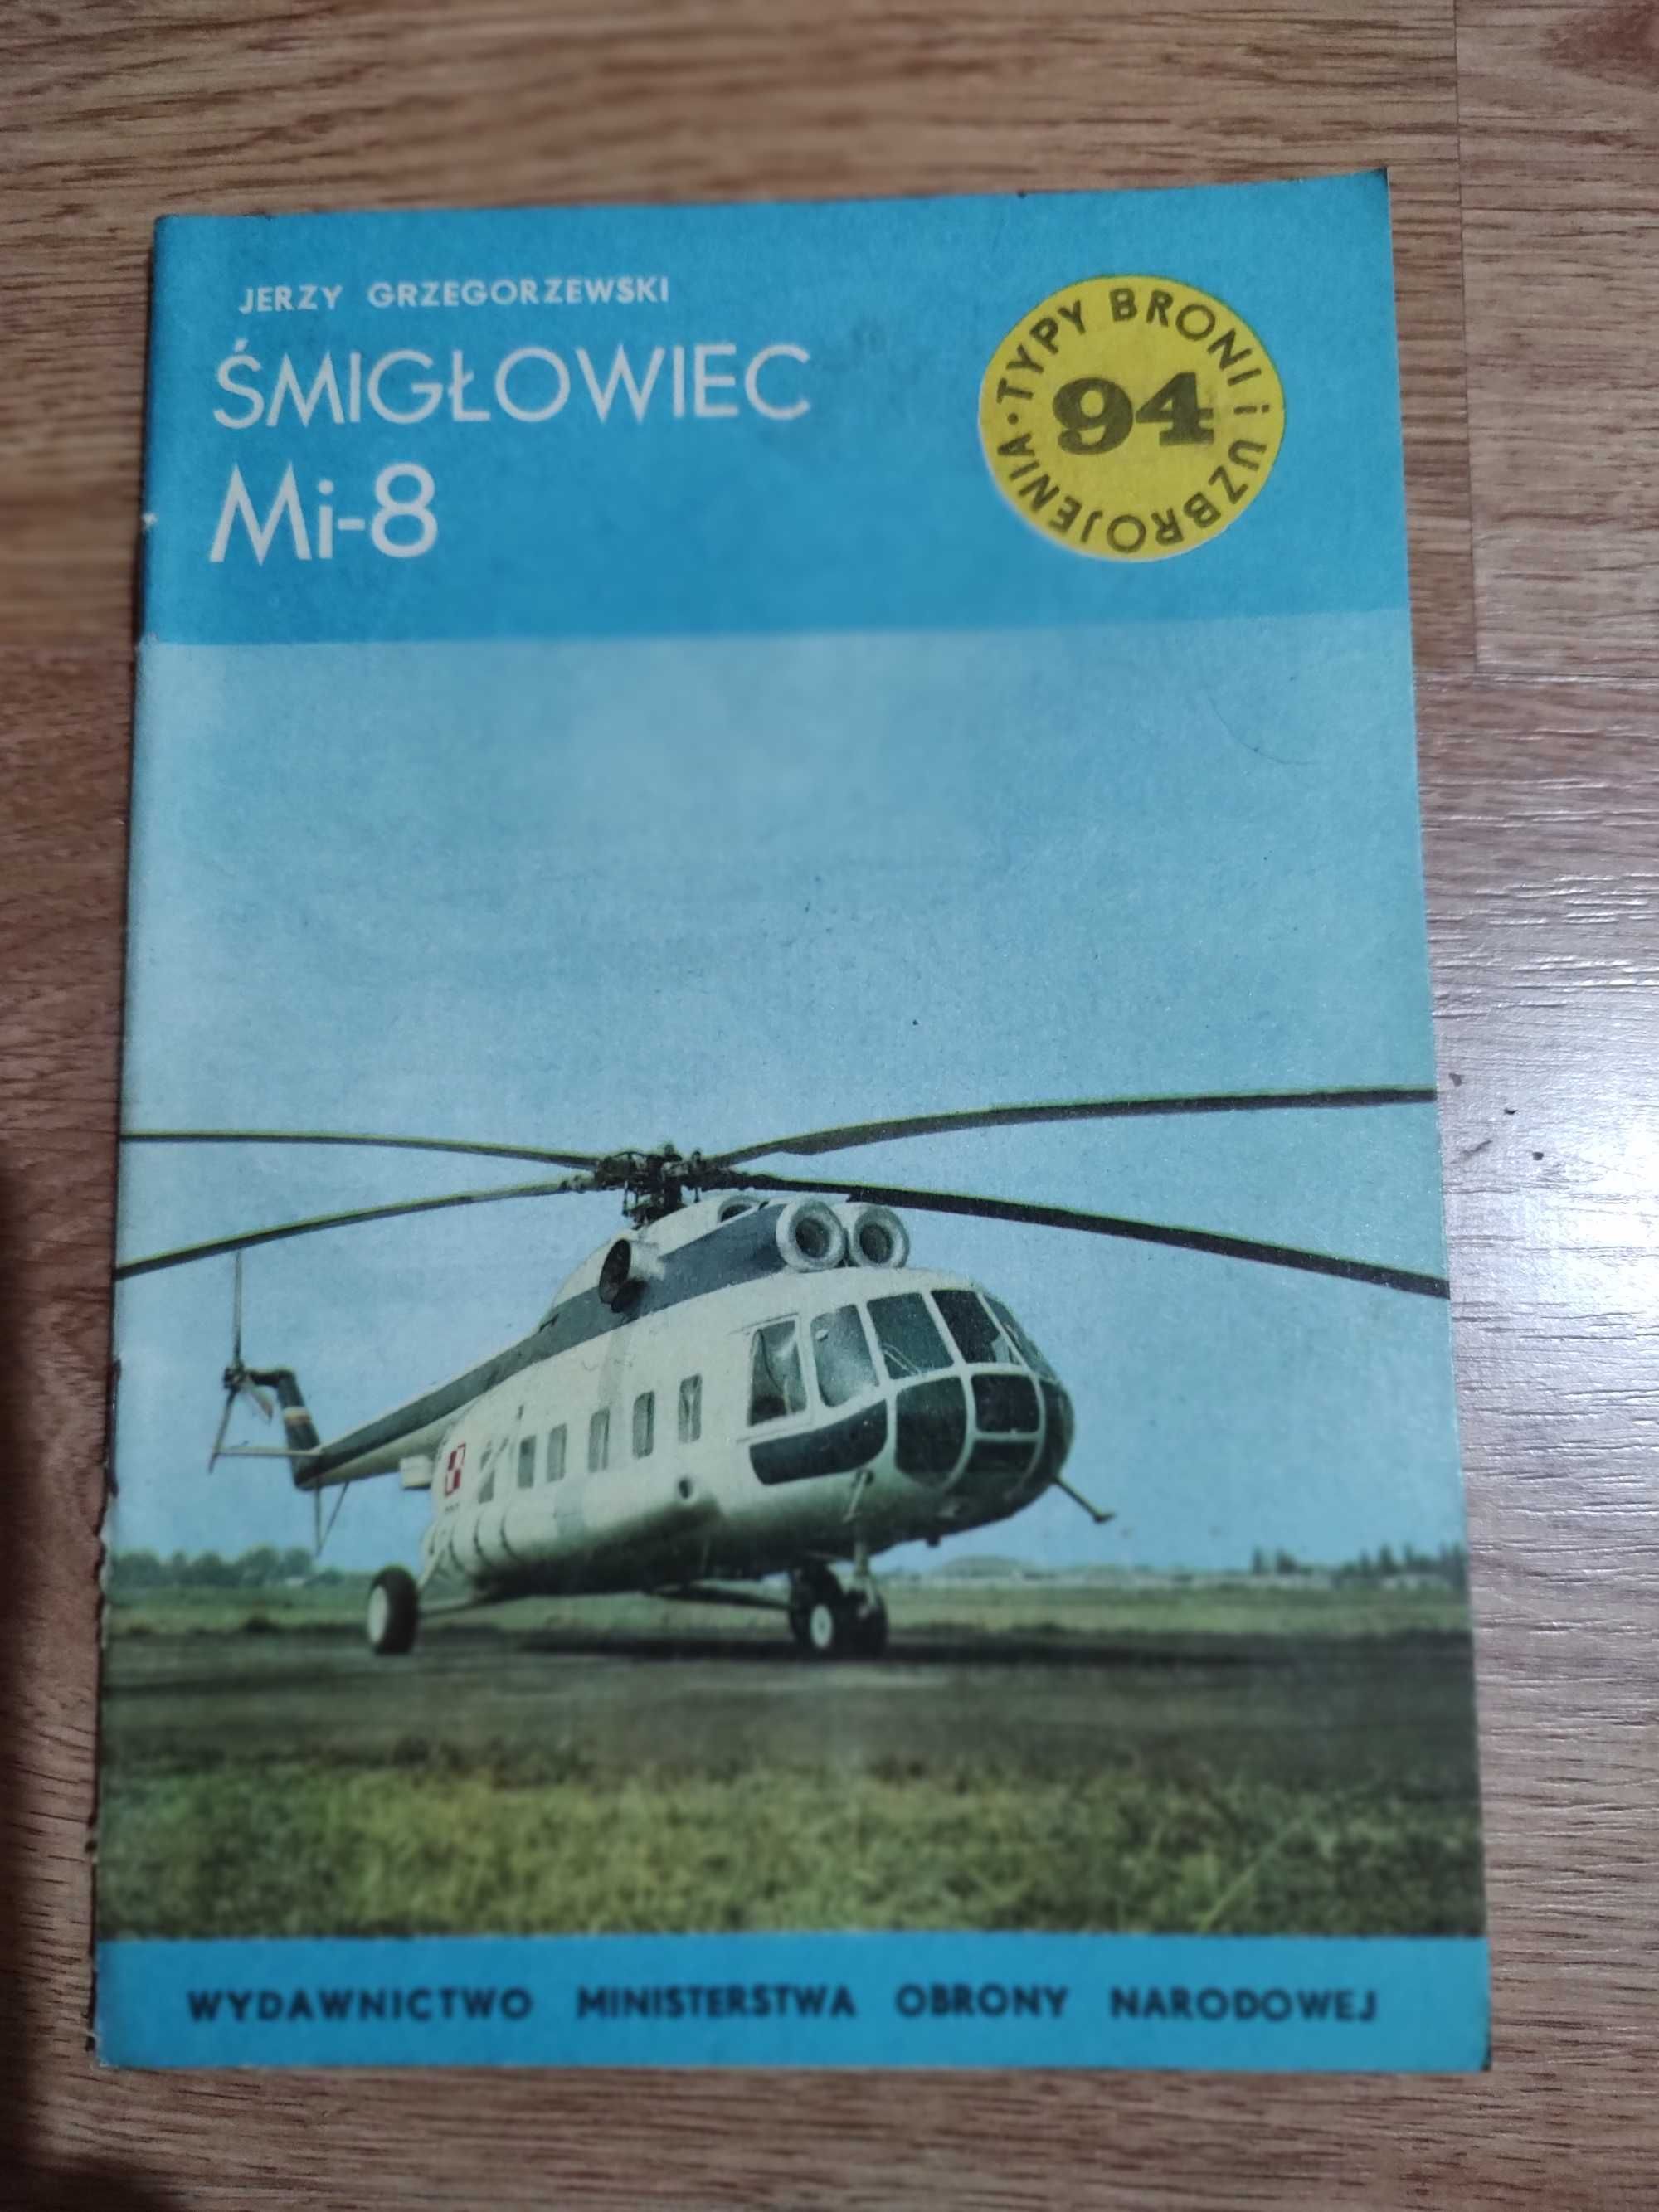 JERZY GRZEGORZEWSKI
ŚMIGŁOWIEC
Mi-8
TYPY BRONI i UZBROJENIA •
94
WYDAWNICTWO MINISTERSTWA OBRONY NARODOWEJ